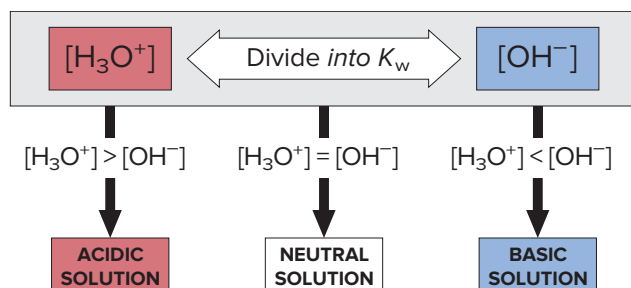 [H₃O⁺] Divide into Kw [OH⁻]
[H₃O⁺] > [OH⁻] [H₃O⁺] = [OH⁻] [H₃O⁺] < [OH⁻]
ACIDIC NEUTRAL BASIC
SOLUTION SOLUTION SOLUTION